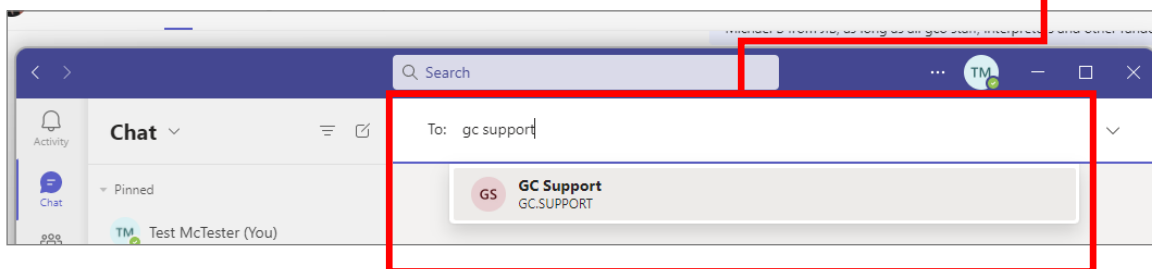 Search
TM
Activity
Chat
To: gc support
Chat
Pinned
GS
GC Support
GC.SUPPORT
TM
Test McTester (You)